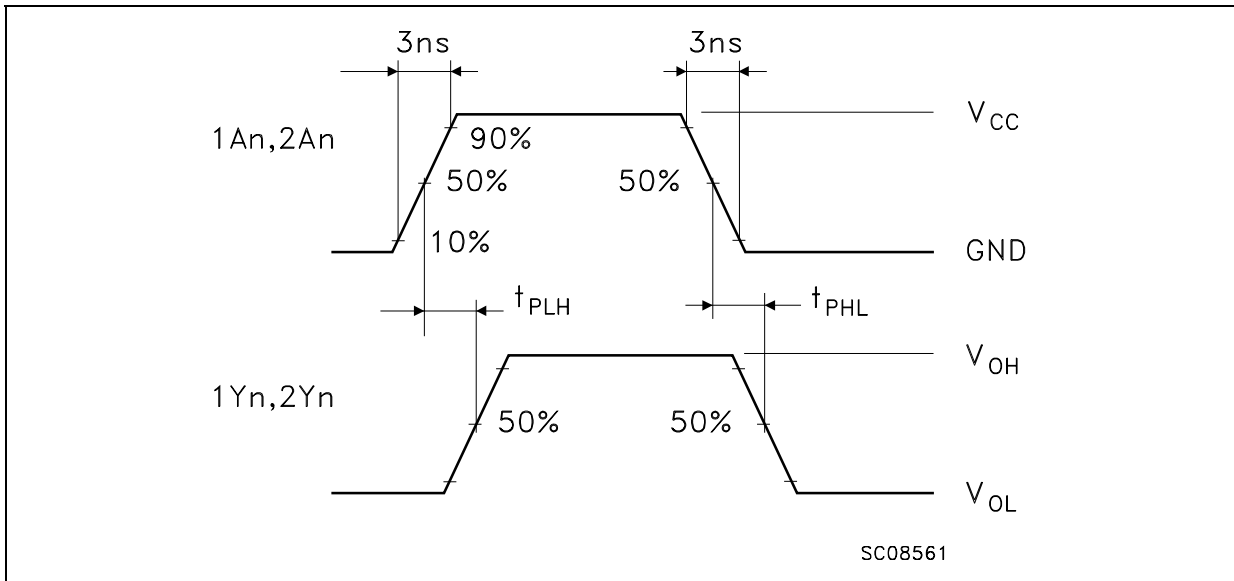 3ns
3ns
1An,2An
90%
V_CC
50%
50%
10%
GND
t_PLH
t_PHL
1Yn,2Yn
V_OH
50%
50%
V_OL
SC08561